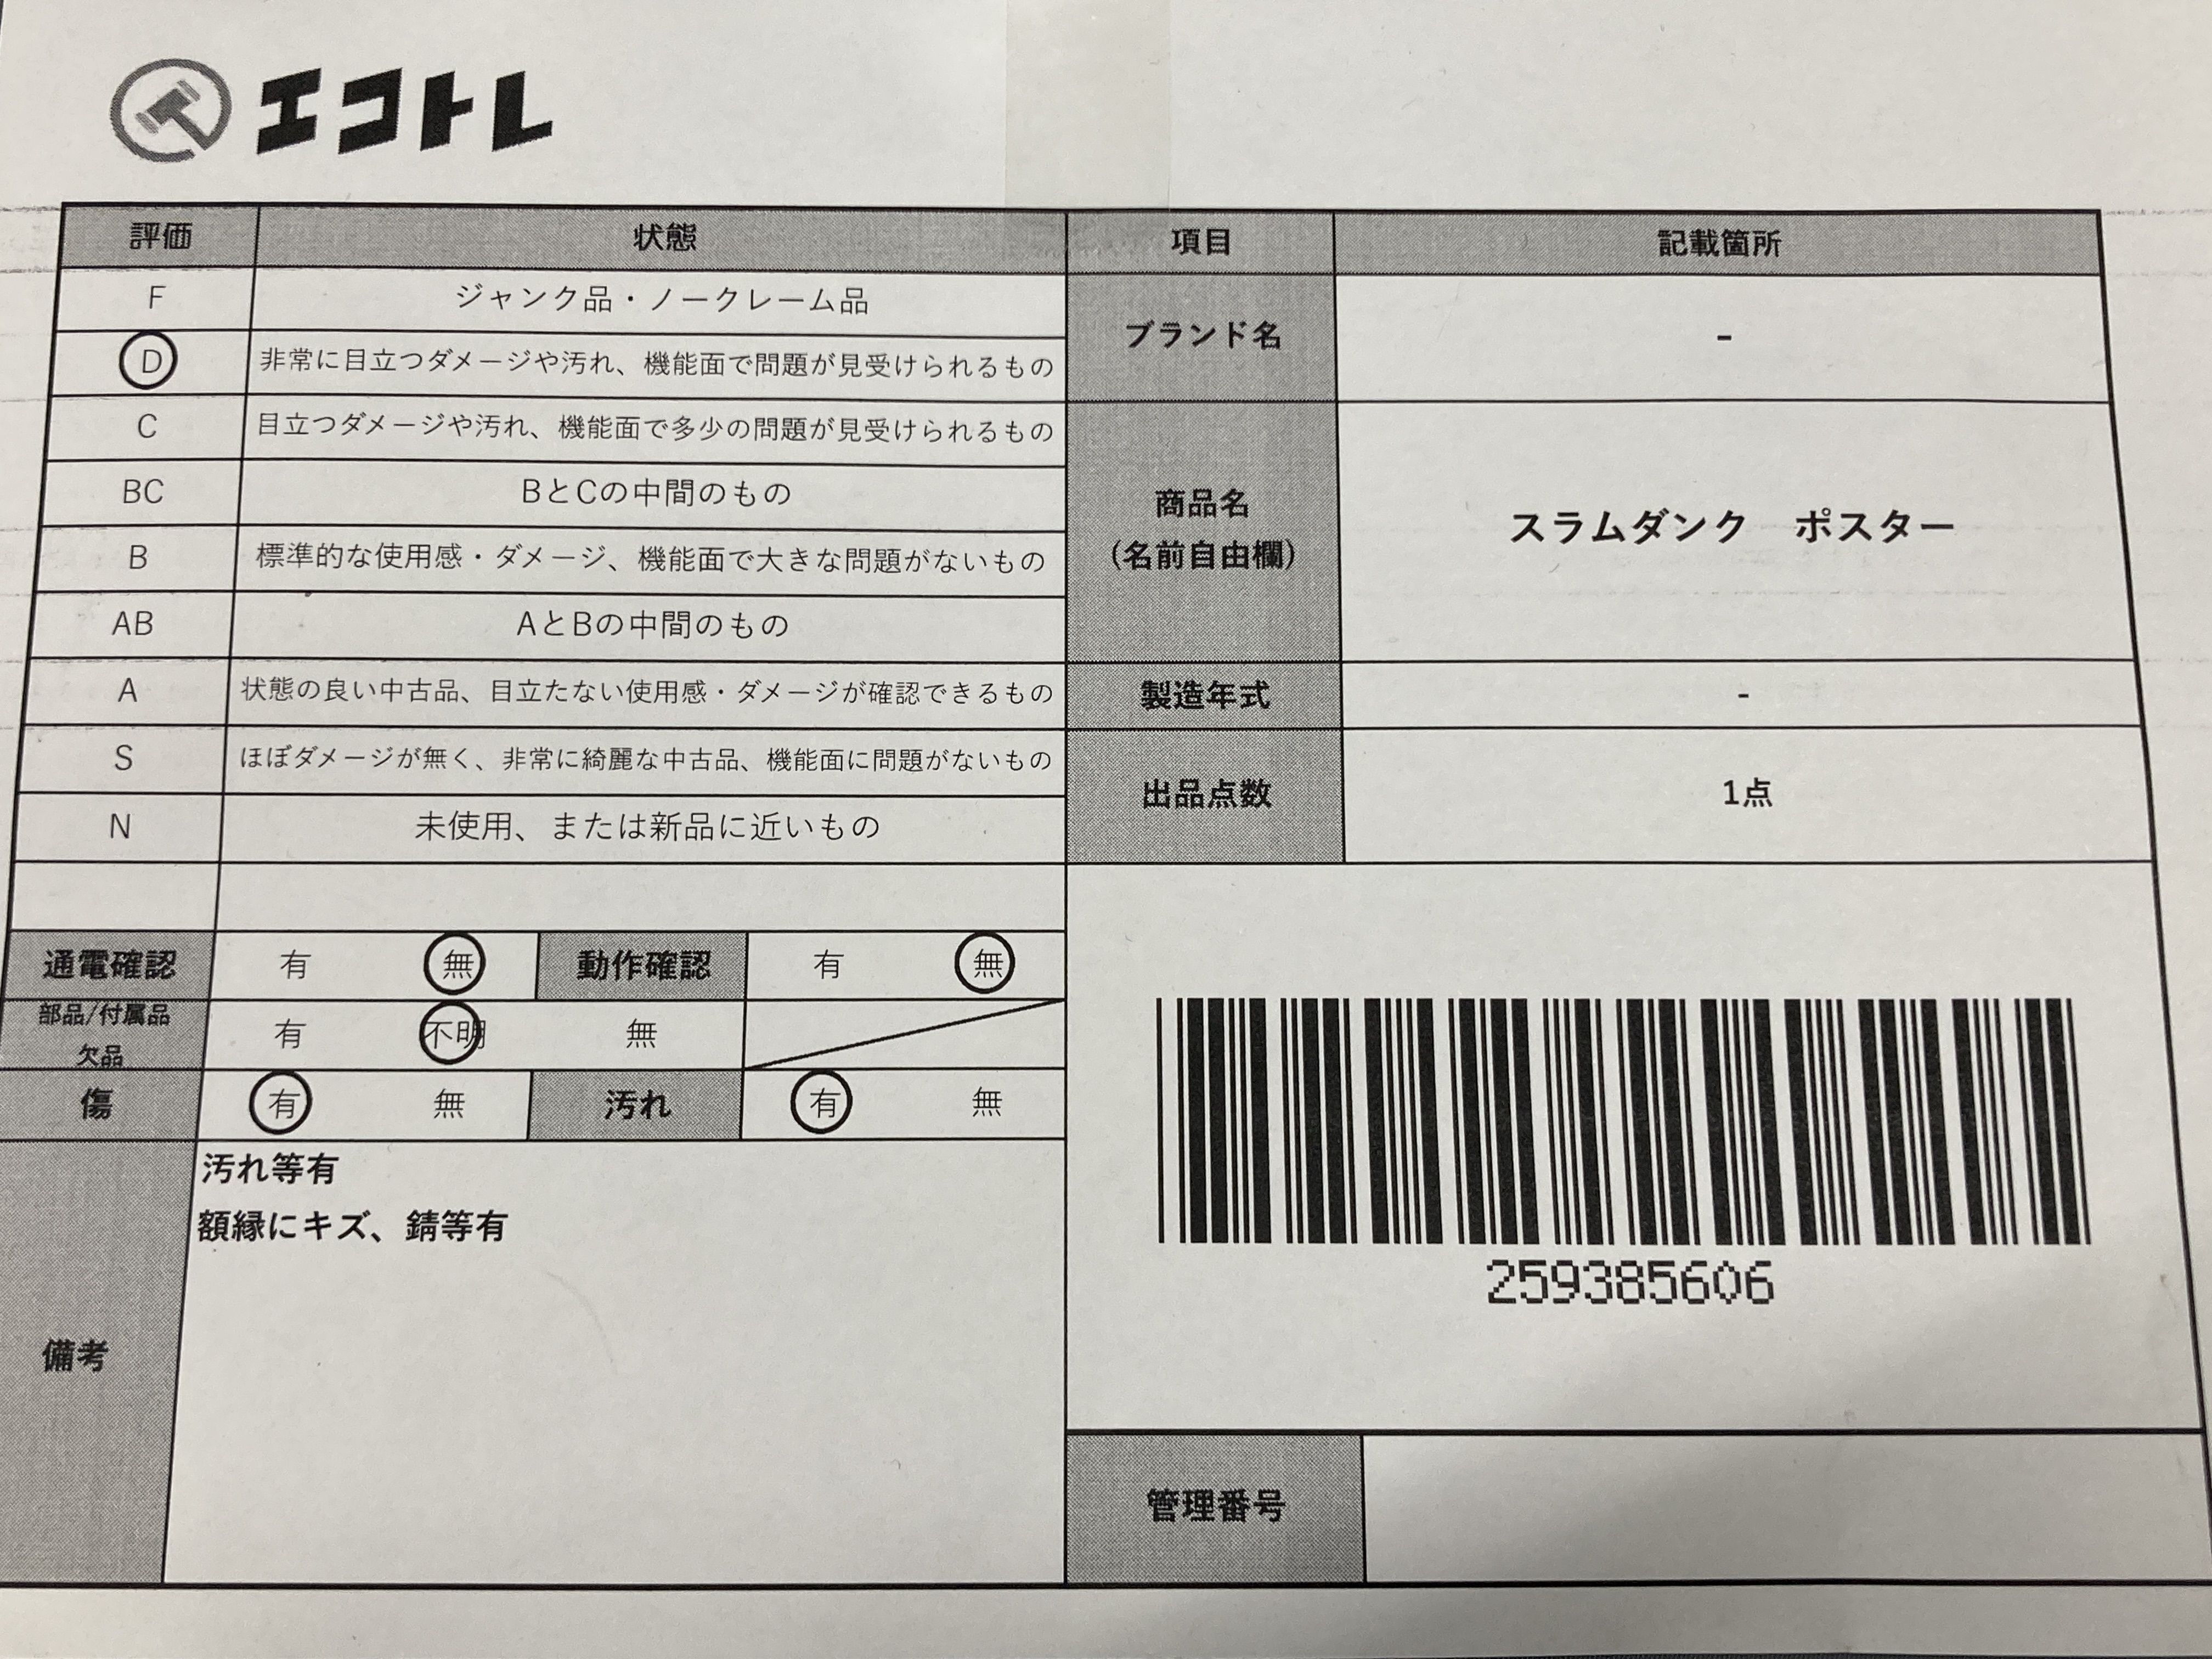 エコトレ
評価 状態 項目 記載箇所
F ジャンク品・ノークレーム品
D 非常に目立つダメージや汚れ、機能面で問題が見受けられるもの
ブランド名 -
C 目立つダメージや汚れ、機能面で多少の問題が見受けられるもの
BC BとCの中間のもの
商品名
(名前自由欄)
スラムダンク ポスター
B 標準的な使用感・ダメージ、機能面で大きな問題がないもの
AB AとBの中間のもの
A 状態の良い中古品、目立たない使用感・ダメージが確認できるもの
製造年式 -
S ほぼダメージが無く、非常に綺麗な中古品、機能面に問題がないもの
出品点数 1点
N 未使用、または新品に近いもの
通電確認 有 無 動作確認 有 無
部品/付属品
欠品
有 不明 無
傷 有 無 汚れ 有 無
備考
汚れ等有
額縁にキズ、錆等有
259385606
管理番号